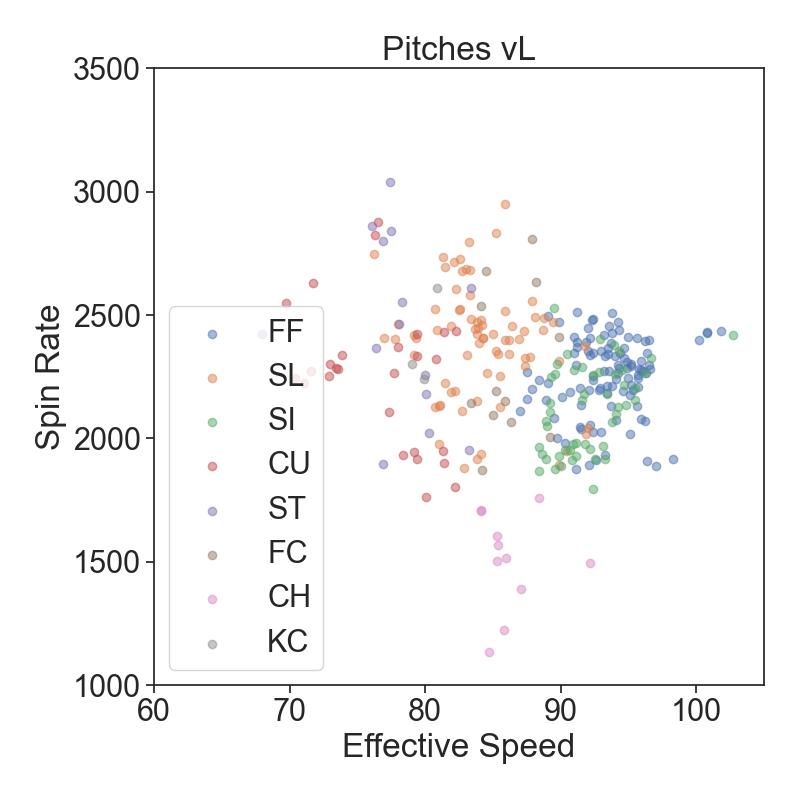 Pitches vL
Spin Rate
3500
3000
2500
2000
1500
1000
FF
SL
SI
CU
ST
FC
CH
KC
60 70 80 90 100
Effective Speed